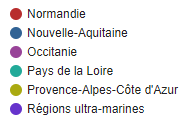 Normandie
Nouvelle-Aquitaine
Occitanie
Pays de la Loire
Provence-Alpes-Côte d'Azur
Régions ultra-marines